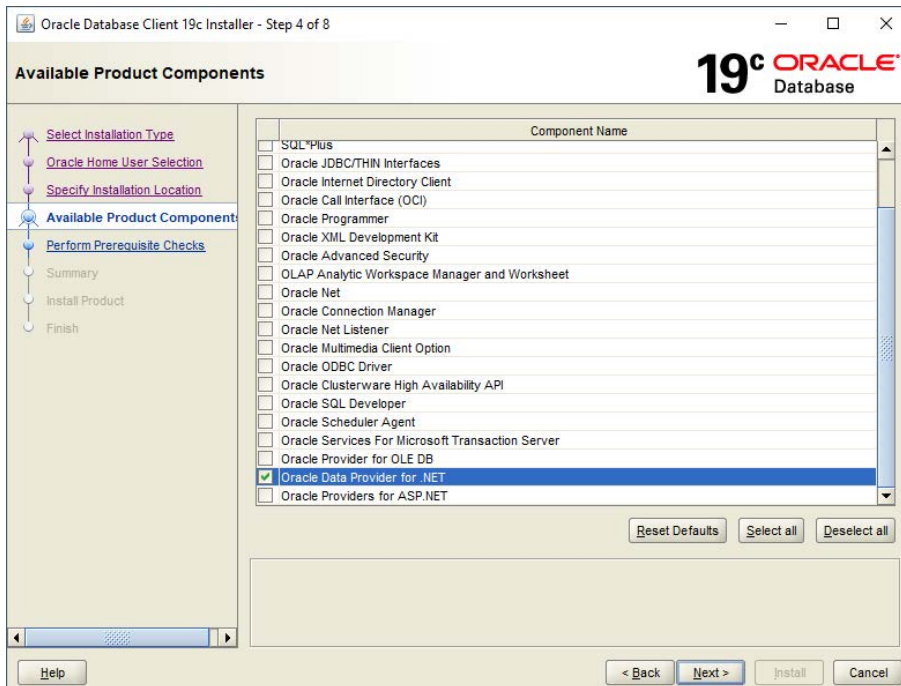 Oracle Database Client 19c Installer - Step 4 of 8
Available Product Components
19c ORACLE
Database
Select Installation Type
Oracle Home User Selection
Specify Installation Location
Available Product Components
Perform Prerequisite Checks
Summary
Install Product
Finish
Component Name
SQL*Plus
Oracle JDBC/THIN Interfaces
Oracle Internet Directory Client
Oracle Call Interface (OCI)
Oracle Programmer
Oracle XML Development Kit
Oracle Advanced Security
OLAP Analytic Workspace Manager and Worksheet
Oracle Net
Oracle Connection Manager
Oracle Net Listener
Oracle Multimedia Client Option
Oracle ODBC Driver
Oracle Clusterware High Availability API
Oracle SQL Developer
Oracle Scheduler Agent
Oracle Services For Microsoft Transaction Server
Oracle Provider for OLE DB
Oracle Data Provider for .NET
Oracle Providers for ASP.NET
Reset Defaults Select all Deselect all
Help < Back Next > Install Cancel